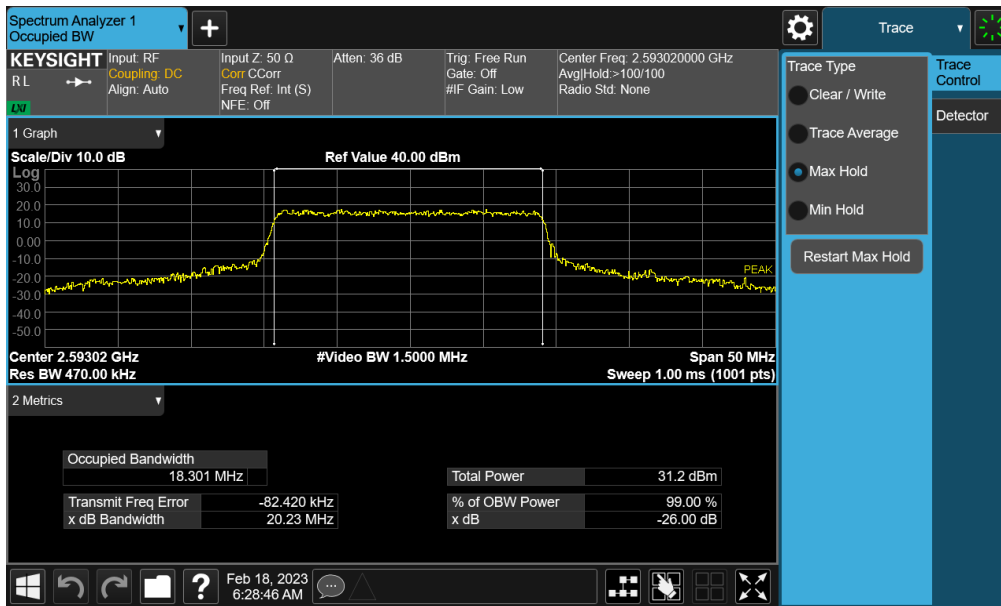 Spectrum Analyzer 1
Occupied BW
Trace
KEYSIGHT
R L
LXI
Input: RF
Coupling: DC
Align: Auto
Input Z: 50 Ω
Corr CCorr
Freq Ref: Int (S)
NFE: Off
Atten: 36 dB
Trig: Free Run
Gate: Off
#IF Gain: Low
Center Freq: 2.593020000 GHz
Avg|Hold:>100/100
Radio Std: None
Trace Type
Clear / Write
Trace Average
Max Hold
Min Hold
Restart Max Hold
Trace
Control
Detector
1 Graph
Scale/Div 10.0 dB
Ref Value 40.00 dBm
Log
30.0
20.0
10.0
0.00
-10.0
-20.0
-30.0
-40.0
-50.0
PEAK
Center 2.59302 GHz
#Video BW 1.5000 MHz
Span 50 MHz
Res BW 470.00 kHz
Sweep 1.00 ms (1001 pts)
2 Metrics
Occupied Bandwidth
18.301 MHz
Total Power 31.2 dBm
Transmit Freq Error -82.420 kHz
% of OBW Power 99.00 %
x dB Bandwidth 20.23 MHz
x dB -26.00 dB
?
Feb 18, 2023
6:28:46 AM